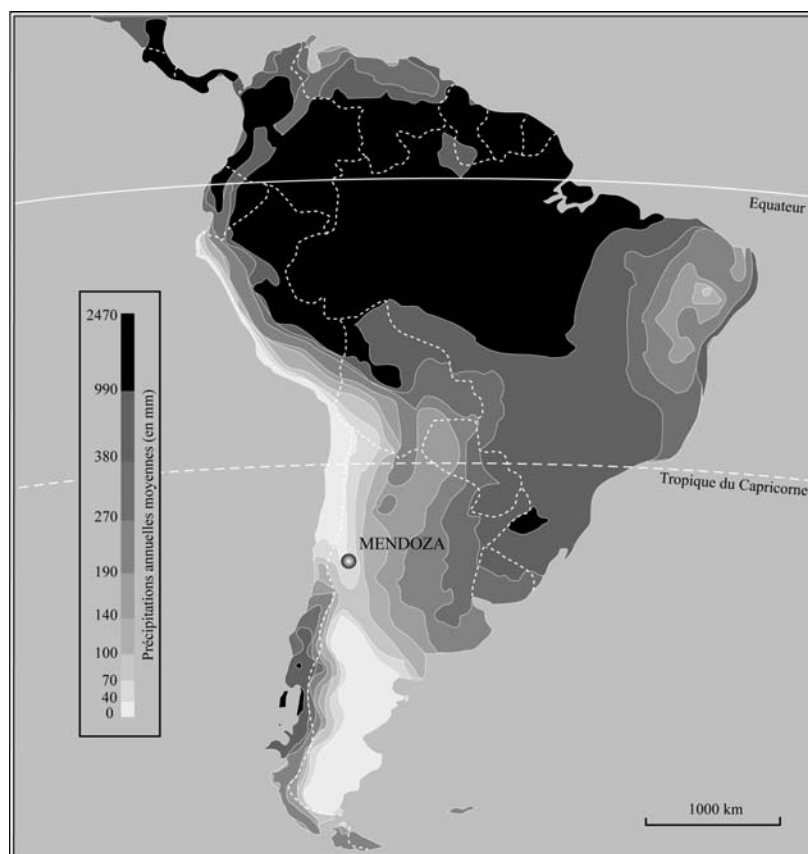 Equateur
2470
990
380
270
190
140
100
70
40
0
Précipitations annuelles moyennes (en mm)
Tropique du Capricorne
MENDOZA
1000 km